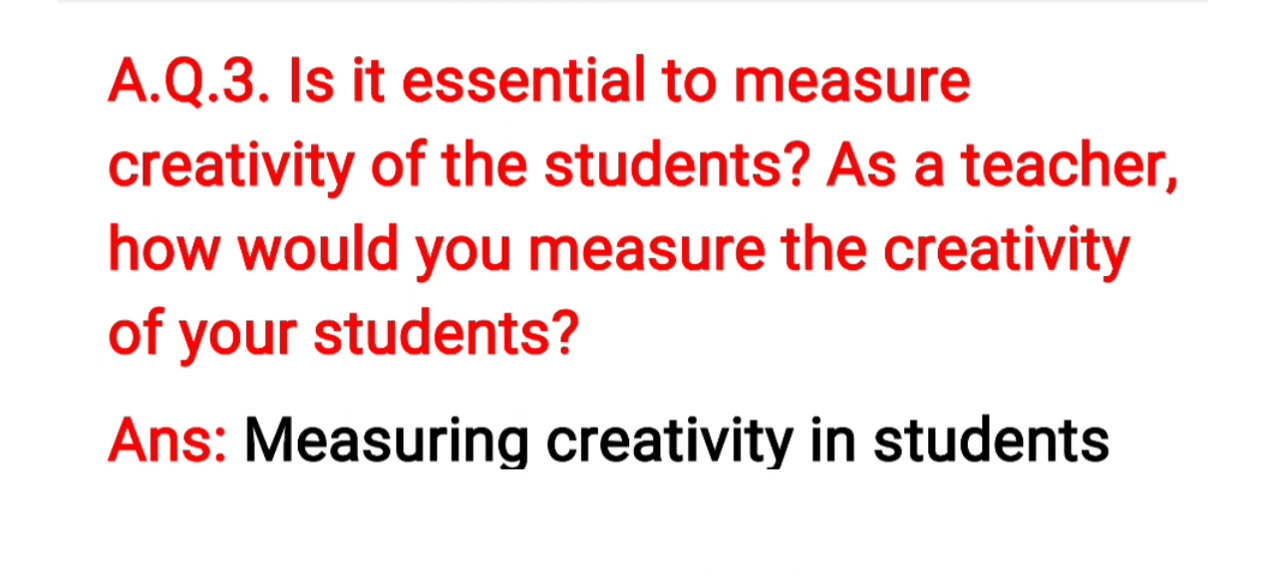 A.Q.3. Is it essential to measure
creativity of the students? As a teacher,
how would you measure the creativity
of your students?
Ans: Measuring creativity in students